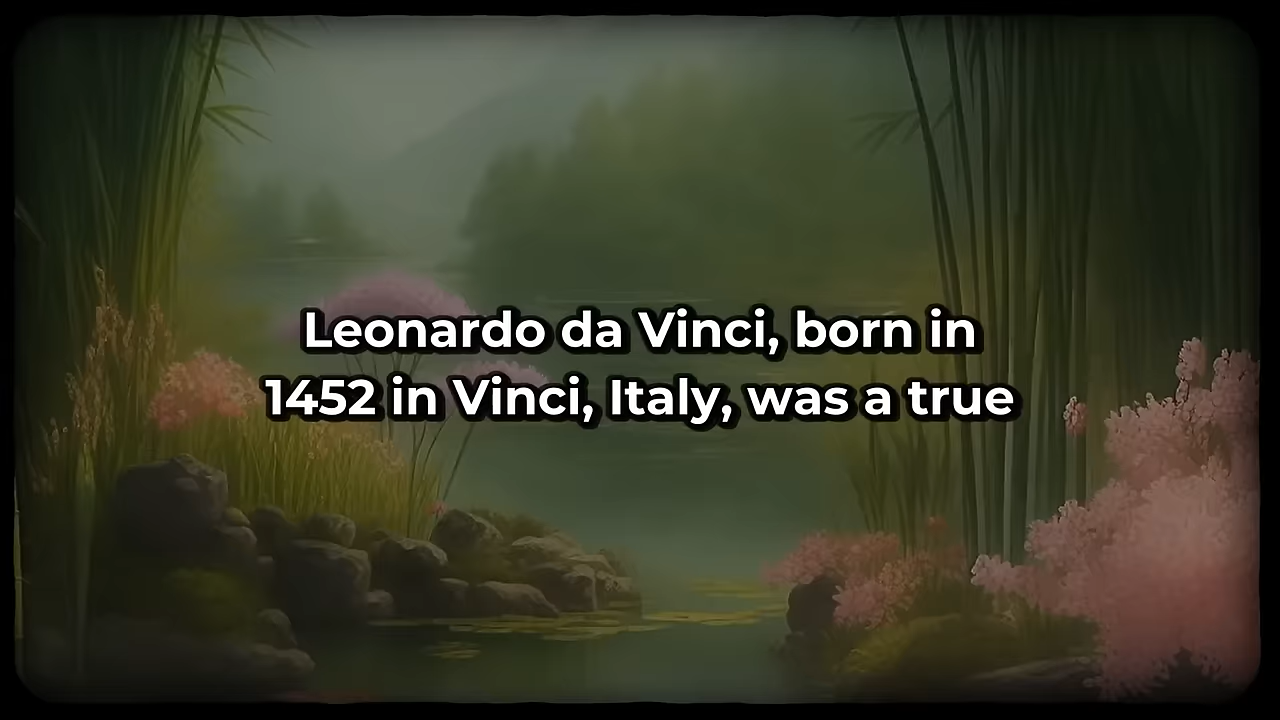 Leonardo da Vinci, born in
1452 in Vinci, Italy, was a true